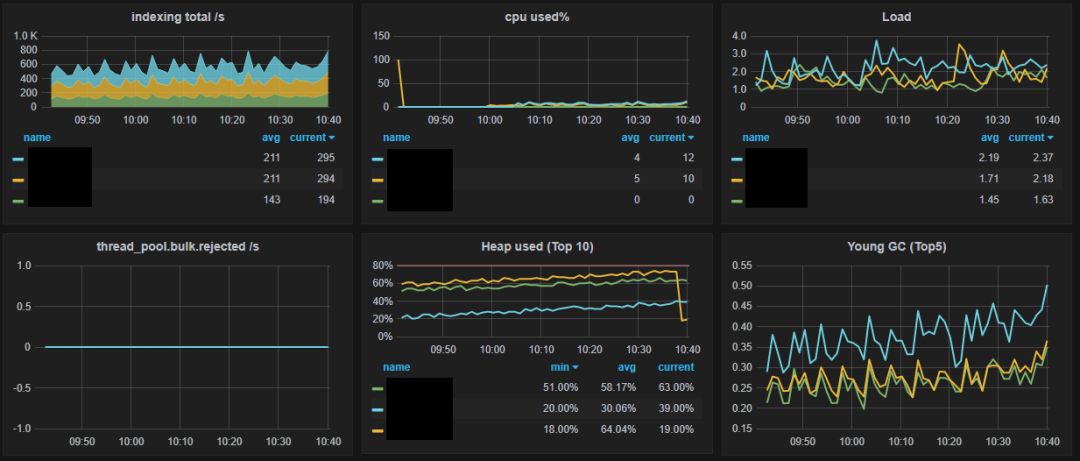 indexing total /s
1.0 K
800
600
400
200
0
09:50 10:00 10:10 10:20 10:30 10:40
name avg current
211 295
211 294
143 194
cpu used%
150
100
50
0
09:50 10:00 10:10 10:20 10:30 10:40
name avg current
4 12
5 10
0 0
Load
4.0
3.0
2.0
1.0
0
09:50 10:00 10:10 10:20 10:30 10:40
name avg current
2.19 2.37
1.71 2.18
1.45 1.63
thread_pool.bulk.rejected /s
1.0
0.5
0
-0.5
-1.0
09:50 10:00 10:10 10:20 10:30 10:40
Heap used (Top 10)
80%
60%
40%
20%
0%
09:50 10:00 10:10 10:20 10:30 10:40
name min avg current
51.00% 58.17% 63.00%
20.00% 30.06% 39.00%
18.00% 64.04% 19.00%
Young GC (Top5)
0.55
0.50
0.45
0.40
0.35
0.30
0.25
0.20
0.15
09:50 10:00 10:10 10:20 10:30 10:40